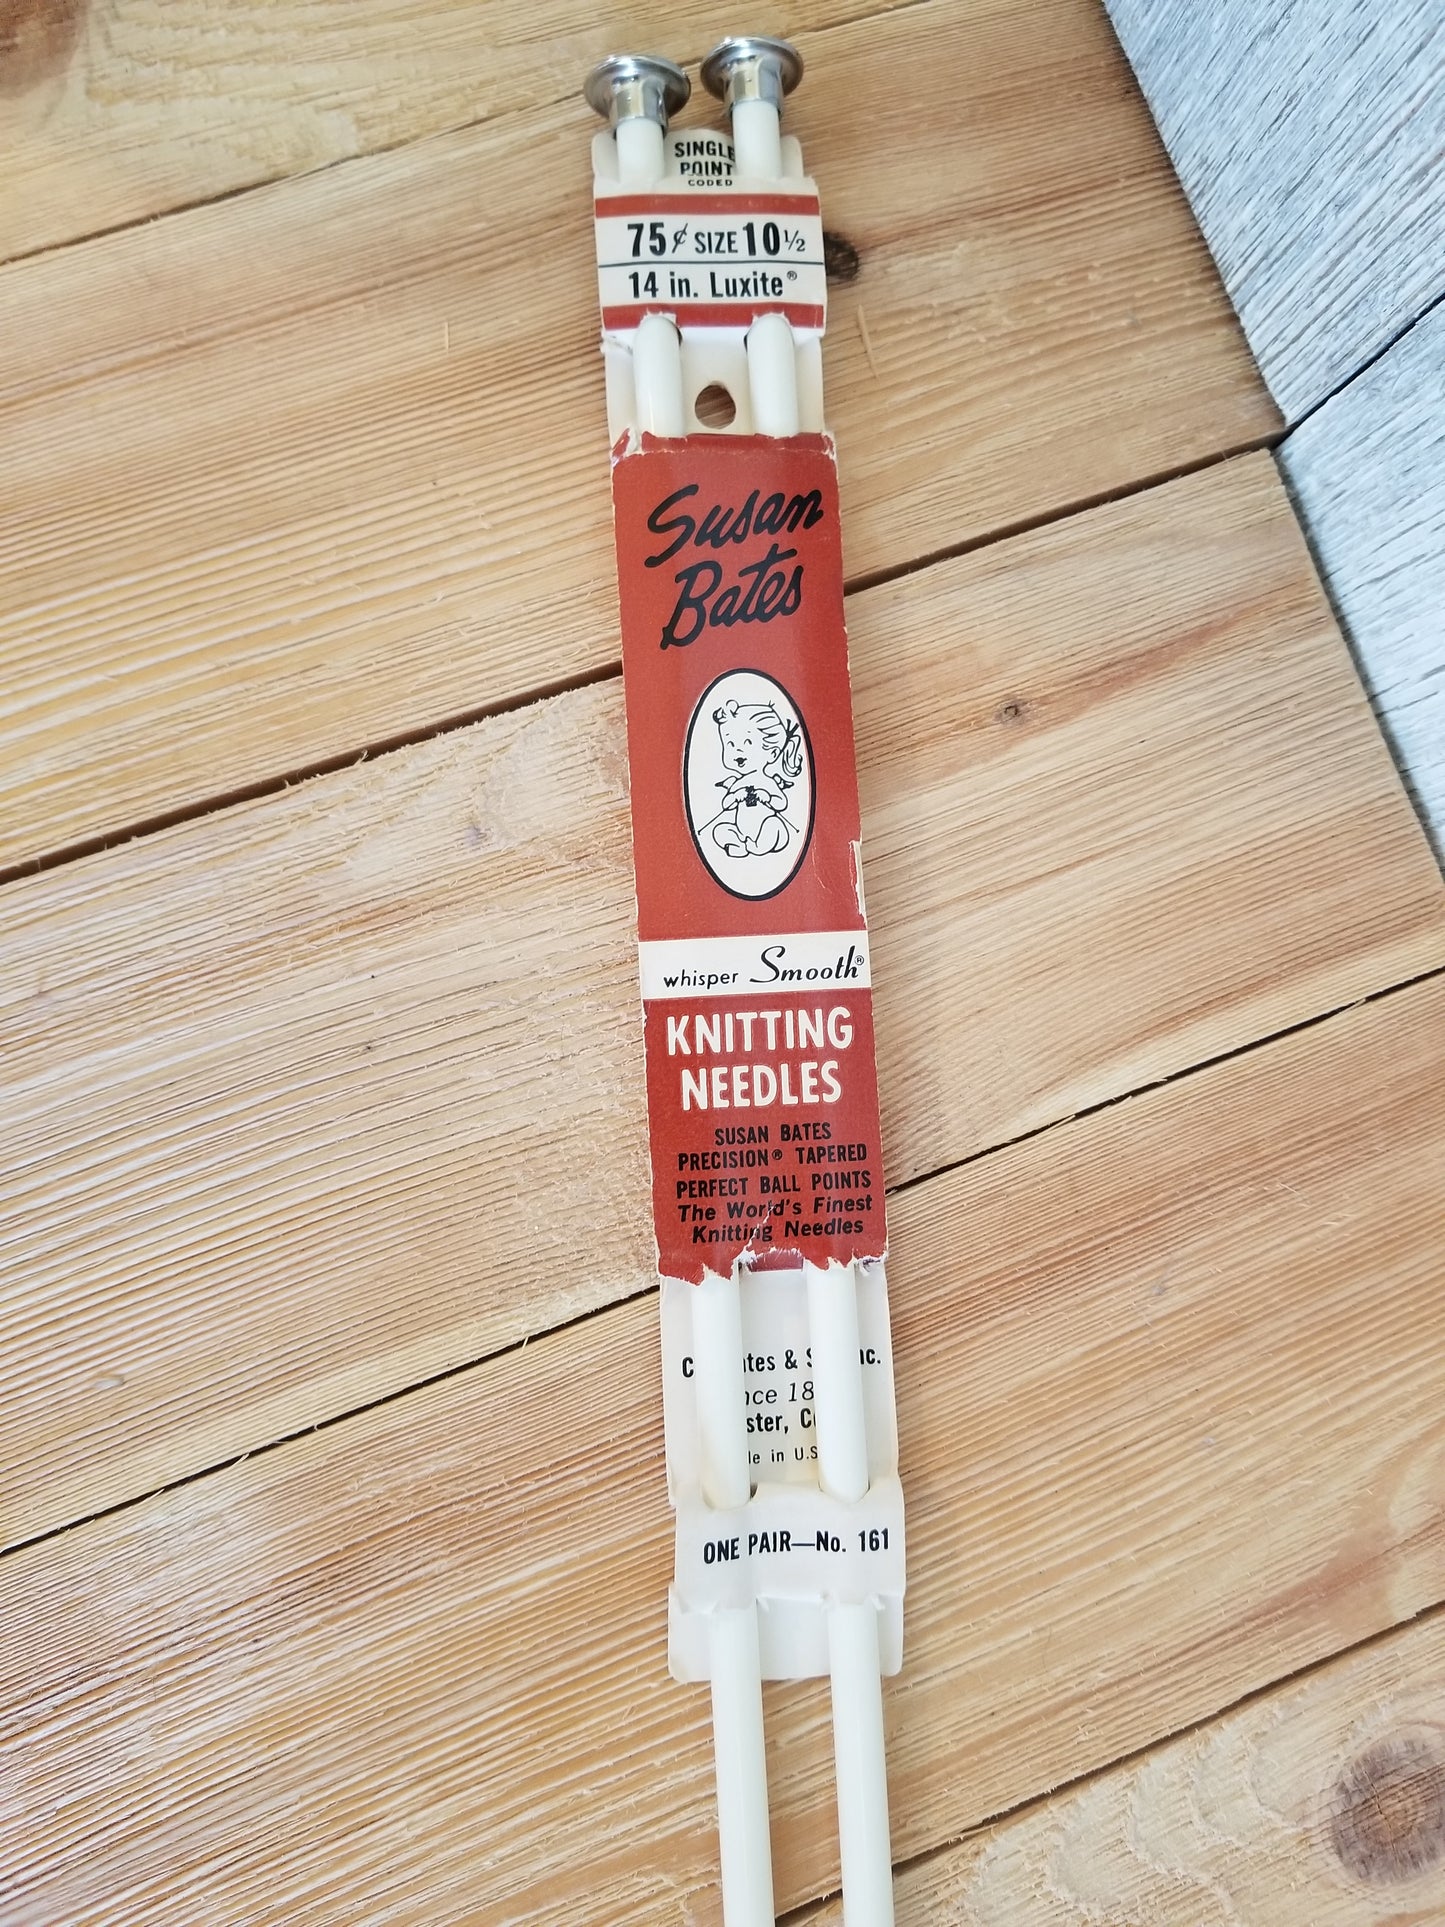 SINGLE
POINT
CODED
75¢ SIZE 10½
14 in. Luxite®
Susan
Bates
whisper Smooth®
KNITTING
NEEDLES
SUSAN BATES
PRECISION® TAPERED
PERFECT BALL POINTS
The World's Finest
Knitting Needles
&
in U.S
ONE PAIR—No. 161